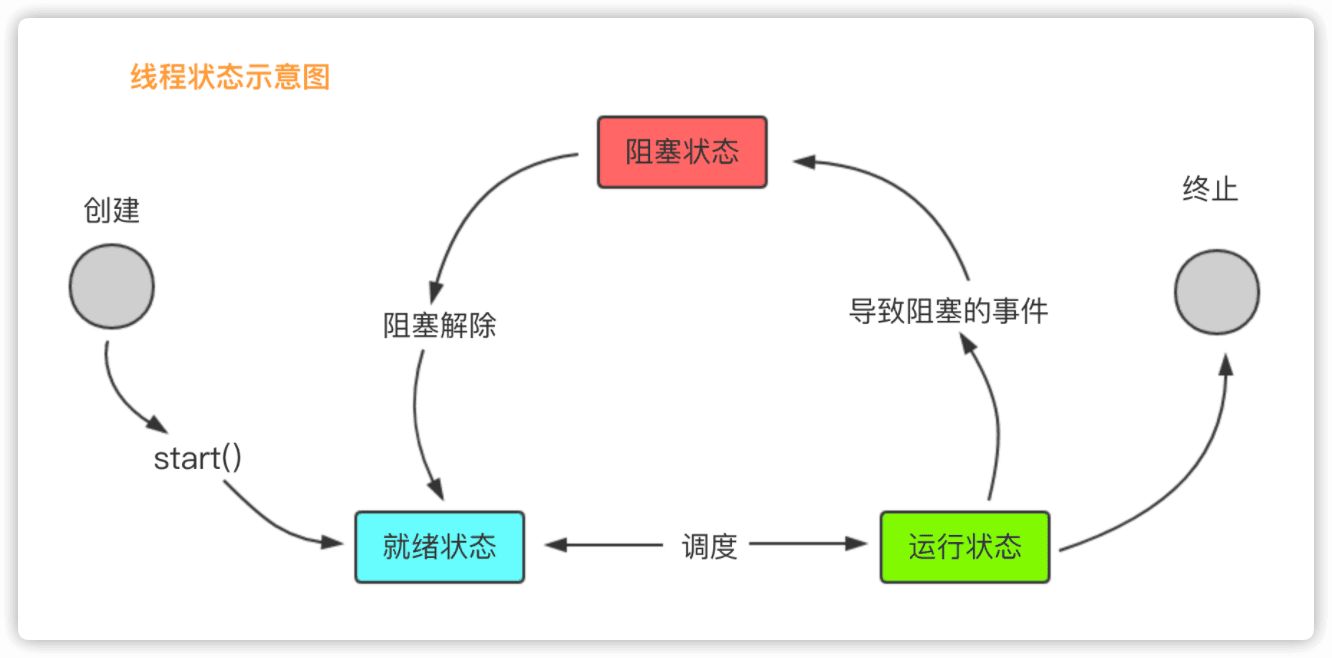 线程状态示意图
阻塞状态
创建
终止
阻塞解除
导致阻塞的事件
start()
就绪状态
调度
运行状态